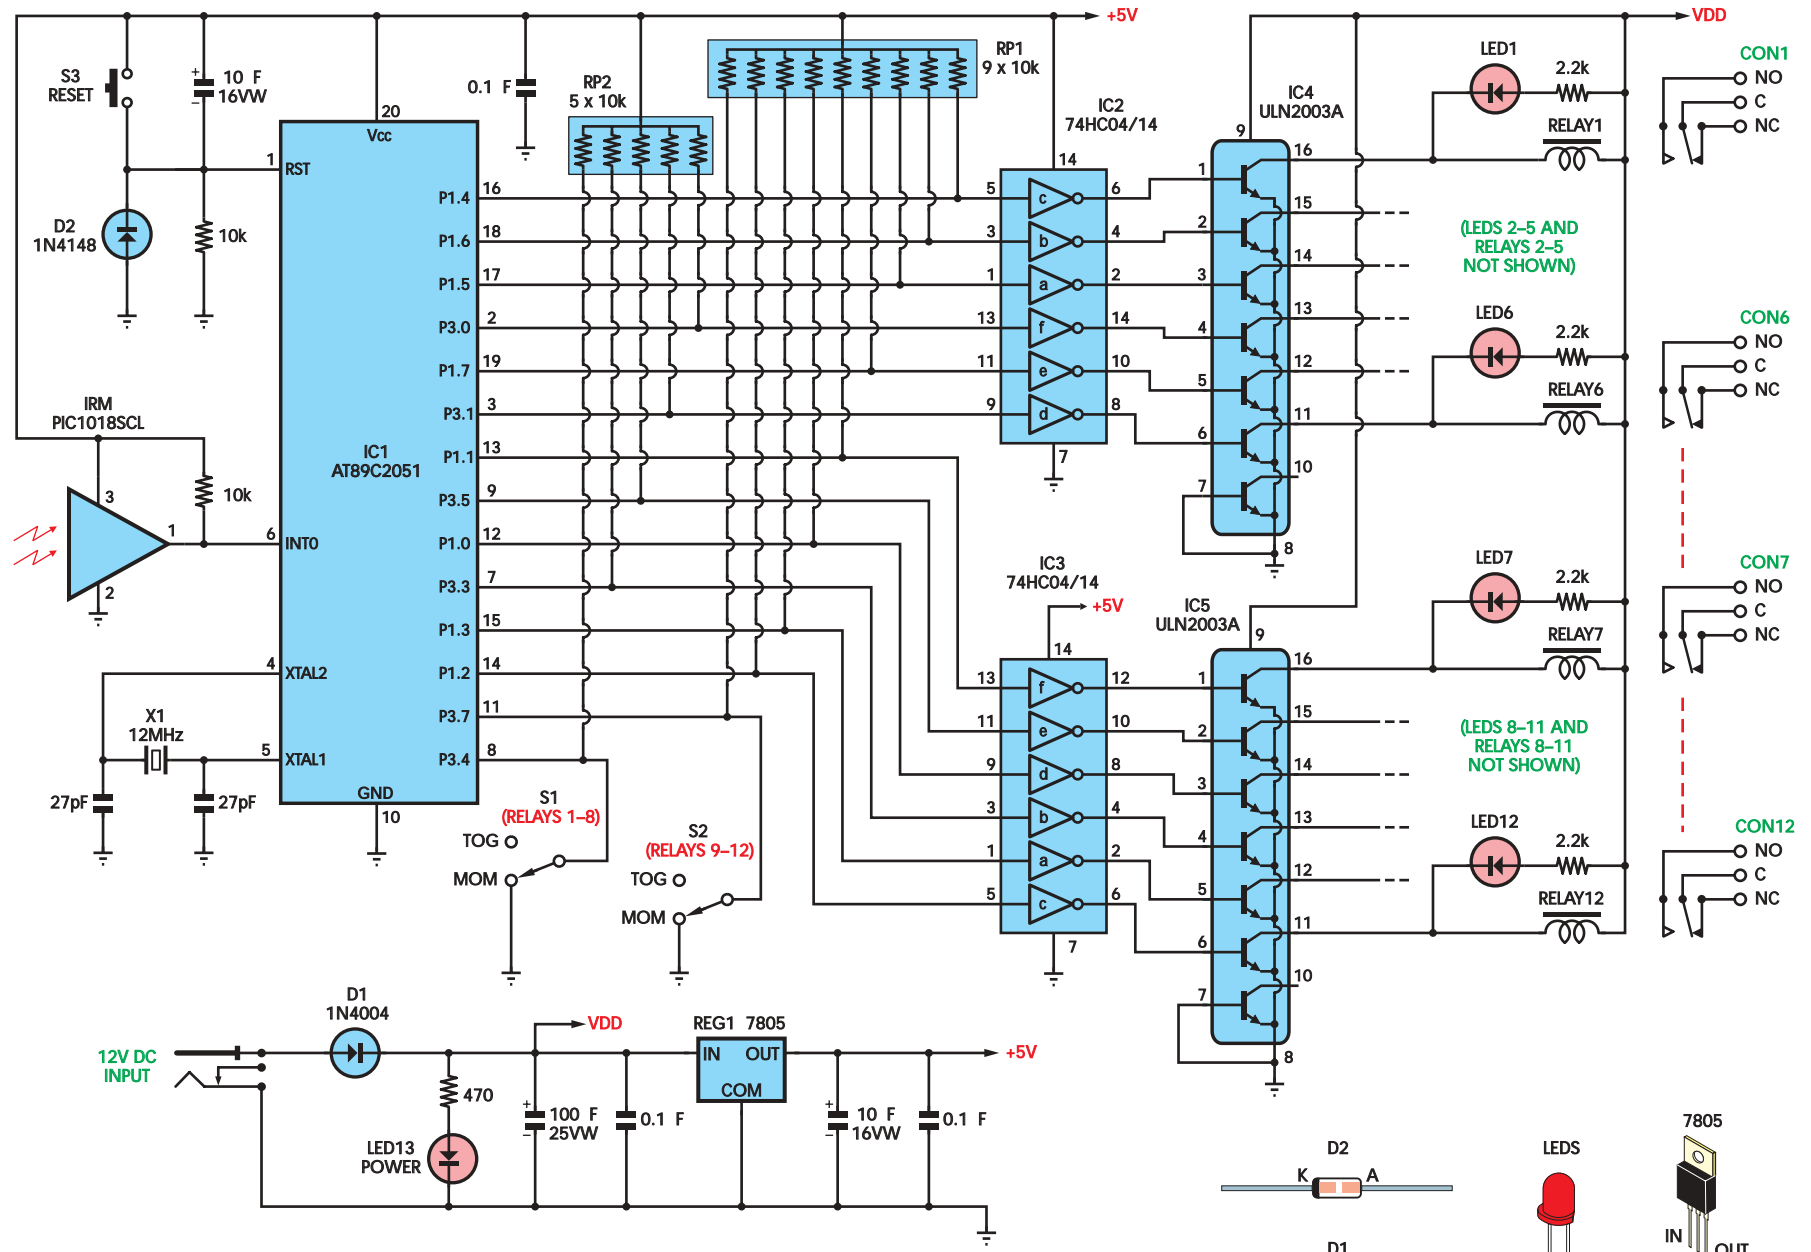 +5V
VDD
S3
RESET
+
10 F
16VW
–
0.1 F
RP2
5 x 10k
RP1
9 x 10k
IC2
74HC04/14
IC4
ULN2003A
LED1
2.2k
RELAY1
CON1
NO
C
NC
20
Vcc
1
RST
D2
1N4148
10k
16
P1.4
18
P1.6
17
P1.5
2
P3.0
19
P1.7
3
P3.1
13
P1.1
9
P3.5
12
P1.0
7
P3.3
15
P1.3
14
P1.2
11
P3.7
8
P3.4
IRM
PIC1018SCL
3
1
2
10k
6
INT0
IC1
AT89C2051
4
XTAL2
X1
12MHz
5
XTAL1
27pF
27pF
GND
10
14
5 c 6
3 b 4
1 a 2
13 f 14
11 e 10
9 d 8
7
9
1 16
2 15
3 14
4 13
5 12
6 11
7 10
8
(LEDS 2–5 AND
RELAYS 2–5
NOT SHOWN)
LED6
2.2k
RELAY6
CON6
NO
C
NC
IC3
74HC04/14
+5V
14
13 f 12
11 e 10
9 d 8
3 b 4
1 a 2
5 c 6
7
IC5
ULN2003A
9
1 16
2 15
3 14
4 13
5 12
6 11
7 10
8
LED7
2.2k
RELAY7
CON7
NO
C
NC
(LEDS 8–11 AND
RELAYS 8–11
NOT SHOWN)
LED12
2.2k
RELAY12
CON12
NO
C
NC
S1
(RELAYS 1–8)
TOG
MOM
S2
(RELAYS 9–12)
TOG
MOM
12V DC
INPUT
D1
1N4004
VDD
REG1 7805
IN OUT
COM
+5V
470
LED13
POWER
+
100 F
25VW
–
0.1 F
+
10 F
16VW
–
0.1 F
D2
K A
D1
LEDS
7805
IN
OUT